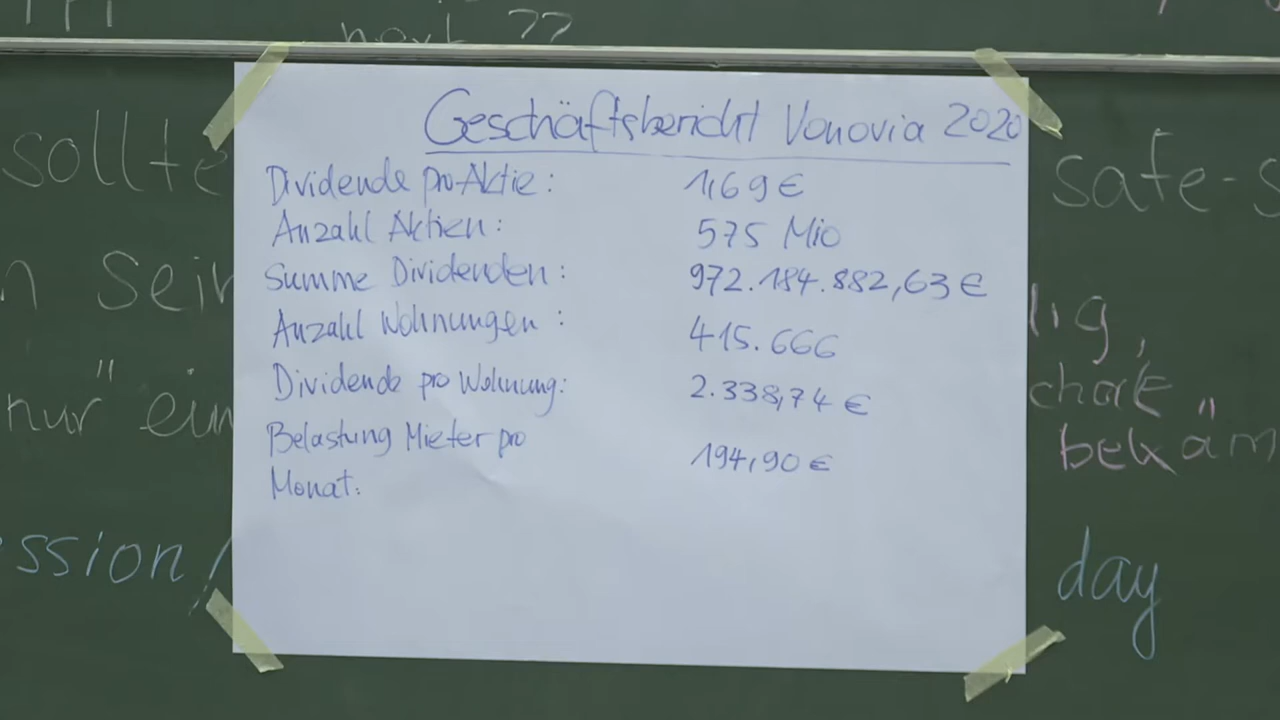 ?? 
sollte
Geschäftsbericht Vonovia 2020
safe-s
Dividende pro Aktie: 1,69 €
Anzahl Aktien: 575 Mio
n sein
Summe Dividenden: 972.184.882,63 €
Anzahl Wohnungen: 415.666
lig,
nur" ein
Dividende pro Wohnung: 2.338,74 €
"
bekäm
Belastung Mieter pro
Monat: 194,90 €
ssion/
day